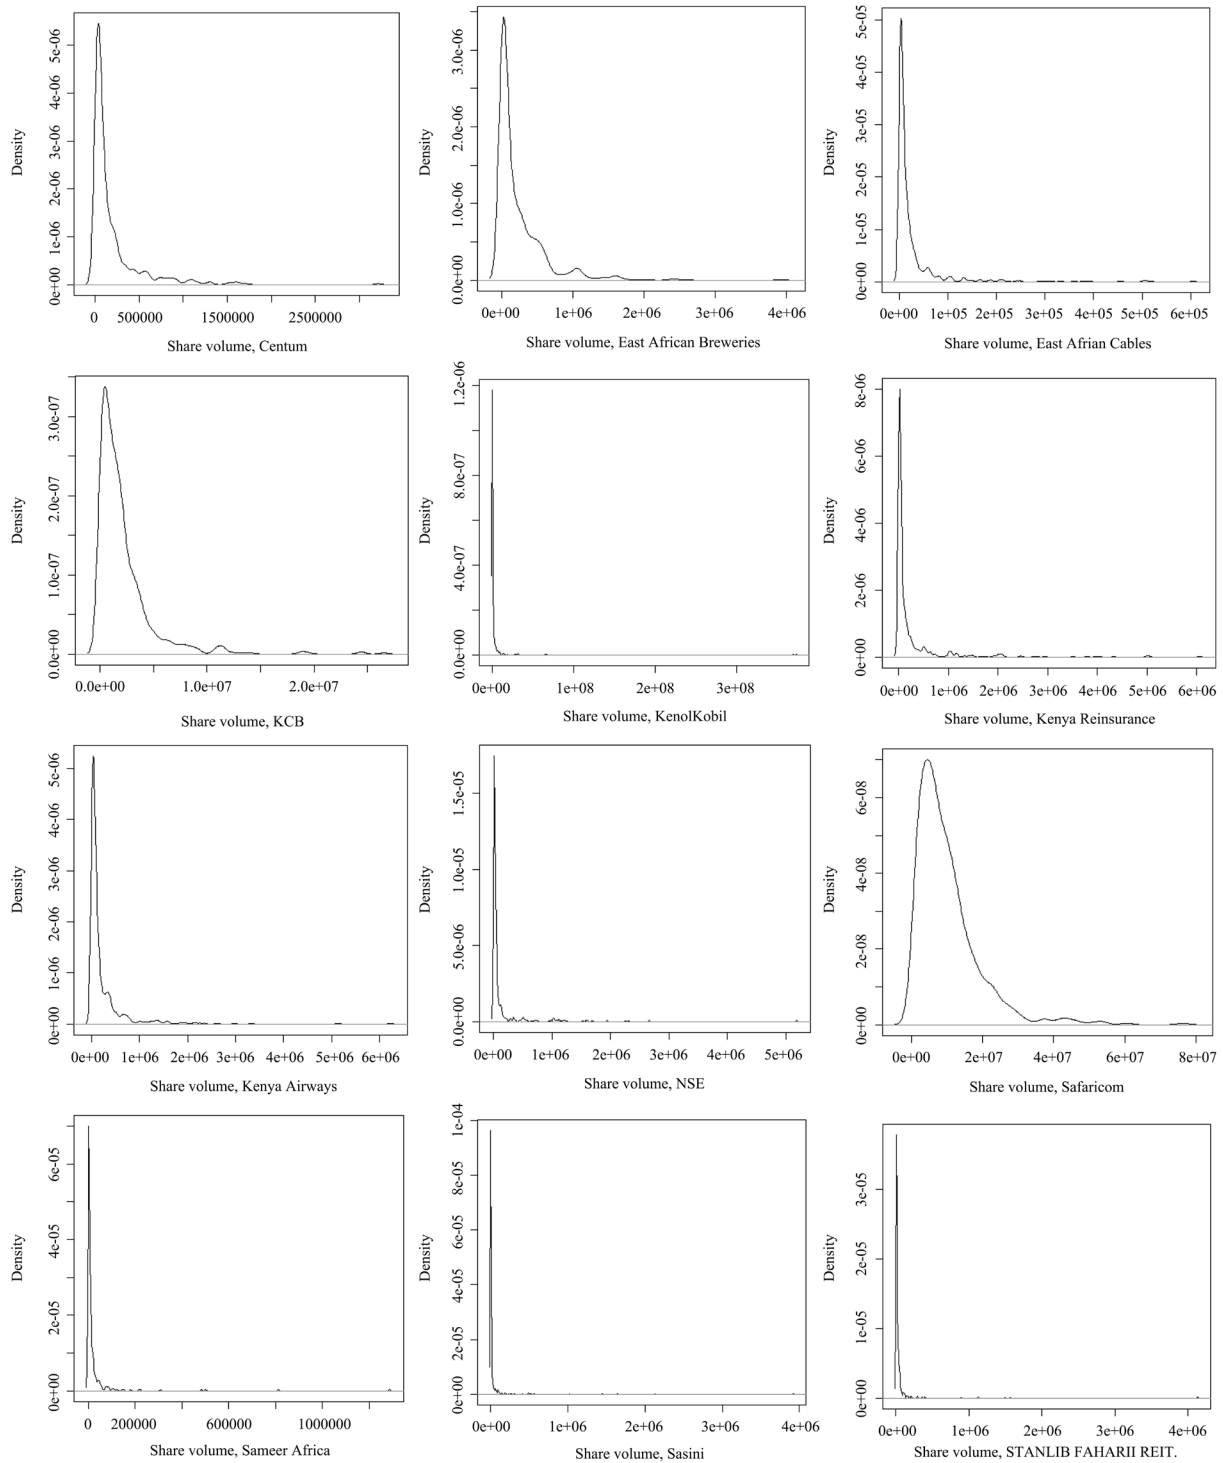 Density
0e+00 1e-06 2e-06 3e-06 4e-06 5e-06
0 500000 1500000 2500000
Share volume, Centum
Density
0.0e+00 1.0e-06 2.0e-06 3.0e-06
0e+00 1e+06 2e+06 3e+06 4e+06
Share volume, East African Breweries
Density
0e+00 1e-05 2e-05 3e-05 4e-05 5e-05
0e+00 1e+05 2e+05 3e+05 4e+05 5e+05 6e+05
Share volume, East Afrian Cables
Density
0.0e+00 1.0e-07 2.0e-07 3.0e-07
0.0e+00 1.0e+07 2.0e+07
Share volume, KCB
Density
0.0e+00 4.0e-07 8.0e-07 1.2e-06
0e+00 1e+08 2e+08 3e+08
Share volume, KenolKobil
Density
0e+00 2e-06 4e-06 6e-06 8e-06
0e+00 1e+06 2e+06 3e+06 4e+06 5e+06 6e+06
Share volume, Kenya Reinsurance
Density
0e+00 1e-06 2e-06 3e-06 4e-06 5e-06
0e+00 1e+06 2e+06 3e+06 4e+06 5e+06 6e+06
Share volume, Kenya Airways
Density
0.0e+00 5.0e-06 1.0e-05 1.5e-05
0e+00 1e+06 2e+06 3e+06 4e+06 5e+06
Share volume, NSE
Density
0e+00 2e-08 4e-08 6e-08
0e+00 2e+07 4e+07 6e+07 8e+07
Share volume, Safaricom
Density
0e+00 2e-05 4e-05 6e-05
0 200000 600000 1000000
Share volume, Sameer Africa
Density
0e+00 2e-05 4e-05 6e-05 8e-05 1e-04
0e+00 1e+06 2e+06 3e+06 4e+06
Share volume, Sasini
Density
0e+00 1e-05 2e-05 3e-05
0e+00 1e+06 2e+06 3e+06 4e+06
Share volume, STANLIB FAHARII REIT.